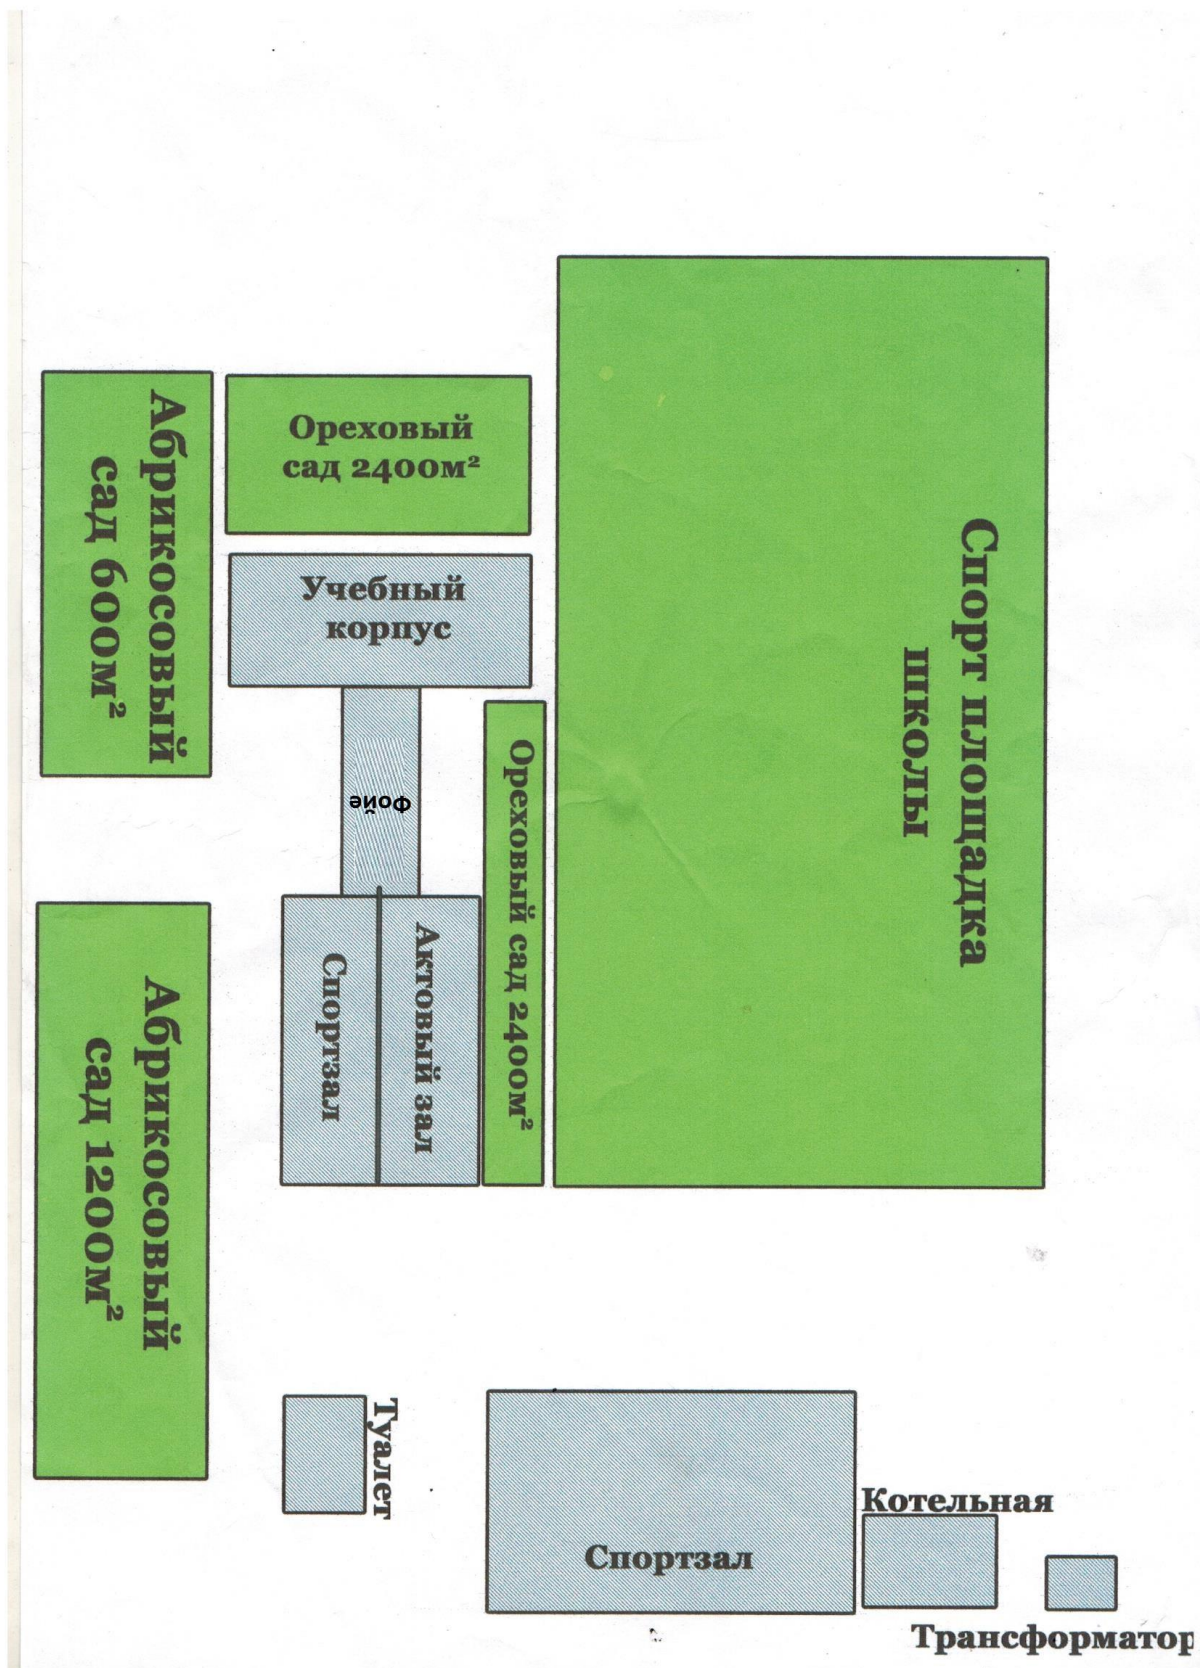 Ореховый
сад 2400м²
Абрикосовый
сад 600м²
Учебный
корпус
Спорт площадка
школы
Фойе
Ореховый сад 2400м²
Актовый зал
Спортзал
Абрикосовый
сад 1200м²
Туалет
Котельная
Спортзал
Трансформатор